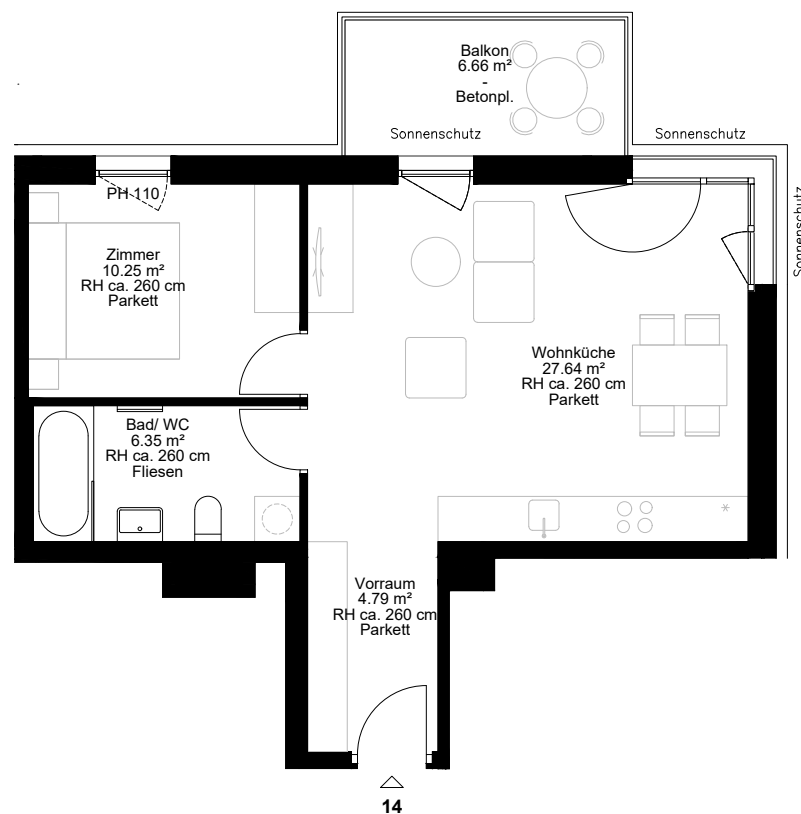 Balkon
6.66 m²
-
Betonpl.
Sonnenschutz
Sonnenschutz
Sonnenschutz
PH 110
Zimmer
10.25 m²
RH ca. 260 cm
Parkett
Wohnküche
27.64 m²
RH ca. 260 cm
Parkett
Bad/ WC
6.35 m²
RH ca. 260 cm
Fliesen
*
Vorraum
4.79 m²
RH ca. 260 cm
Parkett
14